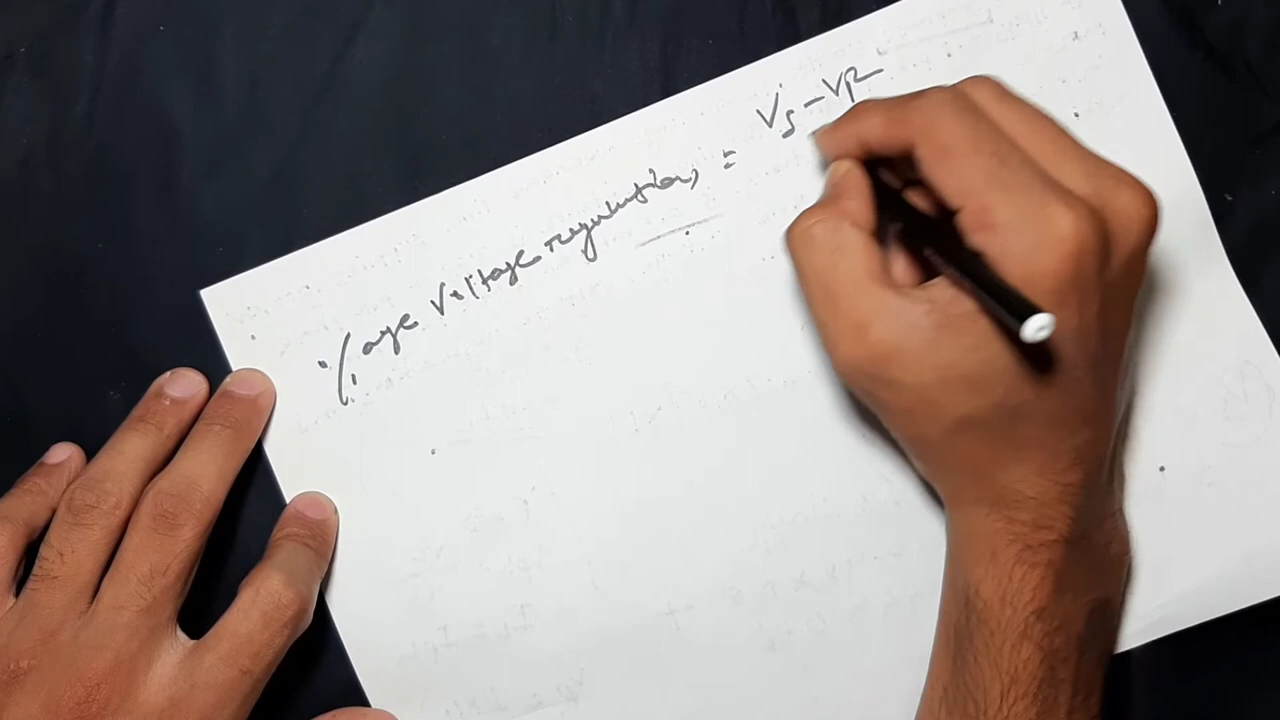 %age Voltage regulation = Vs - VR